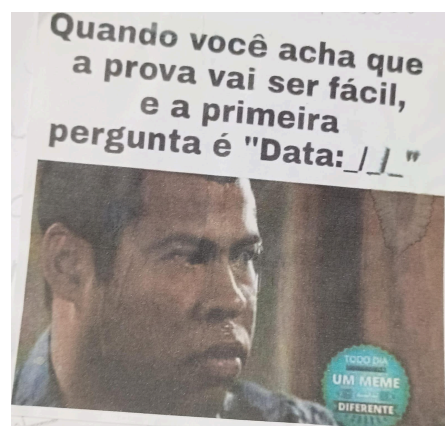 Quando você acha que
a prova vai ser fácil,
e a primeira
pergunta é "Data:_/_/_"
TODO DIA
UM MEME
DIFERENTE